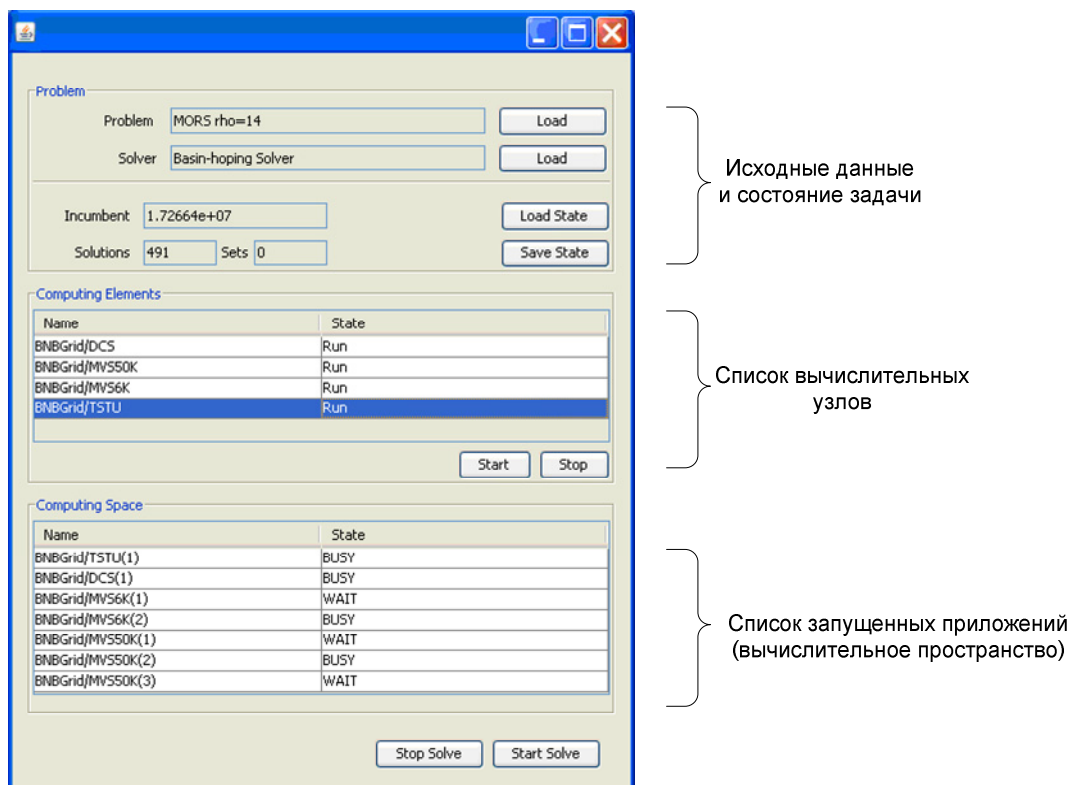 Problem
Problem MORS rho=14 Load
Solver Basin-hoping Solver Load
Incumbent 1.72664e+07 Load State
Solutions 491 Sets 0 Save State
Исходные данные
и состояние задачи
Computing Elements
Name State
BNBGrid/DCS Run
BNBGrid/MVS50K Run
BNBGrid/MVS6K Run
BNBGrid/TSTU Run
Start Stop
Список вычислительных
узлов
Computing Space
Name State
BNBGrid/TSTU(1) BUSY
BNBGrid/DCS(1) BUSY
BNBGrid/MVS6K(1) WAIT
BNBGrid/MVS6K(2) BUSY
BNBGrid/MVS50K(1) WAIT
BNBGrid/MVS50K(2) BUSY
BNBGrid/MVS50K(3) WAIT
Список запущенных приложений
(вычислительное пространство)
Stop Solve Start Solve